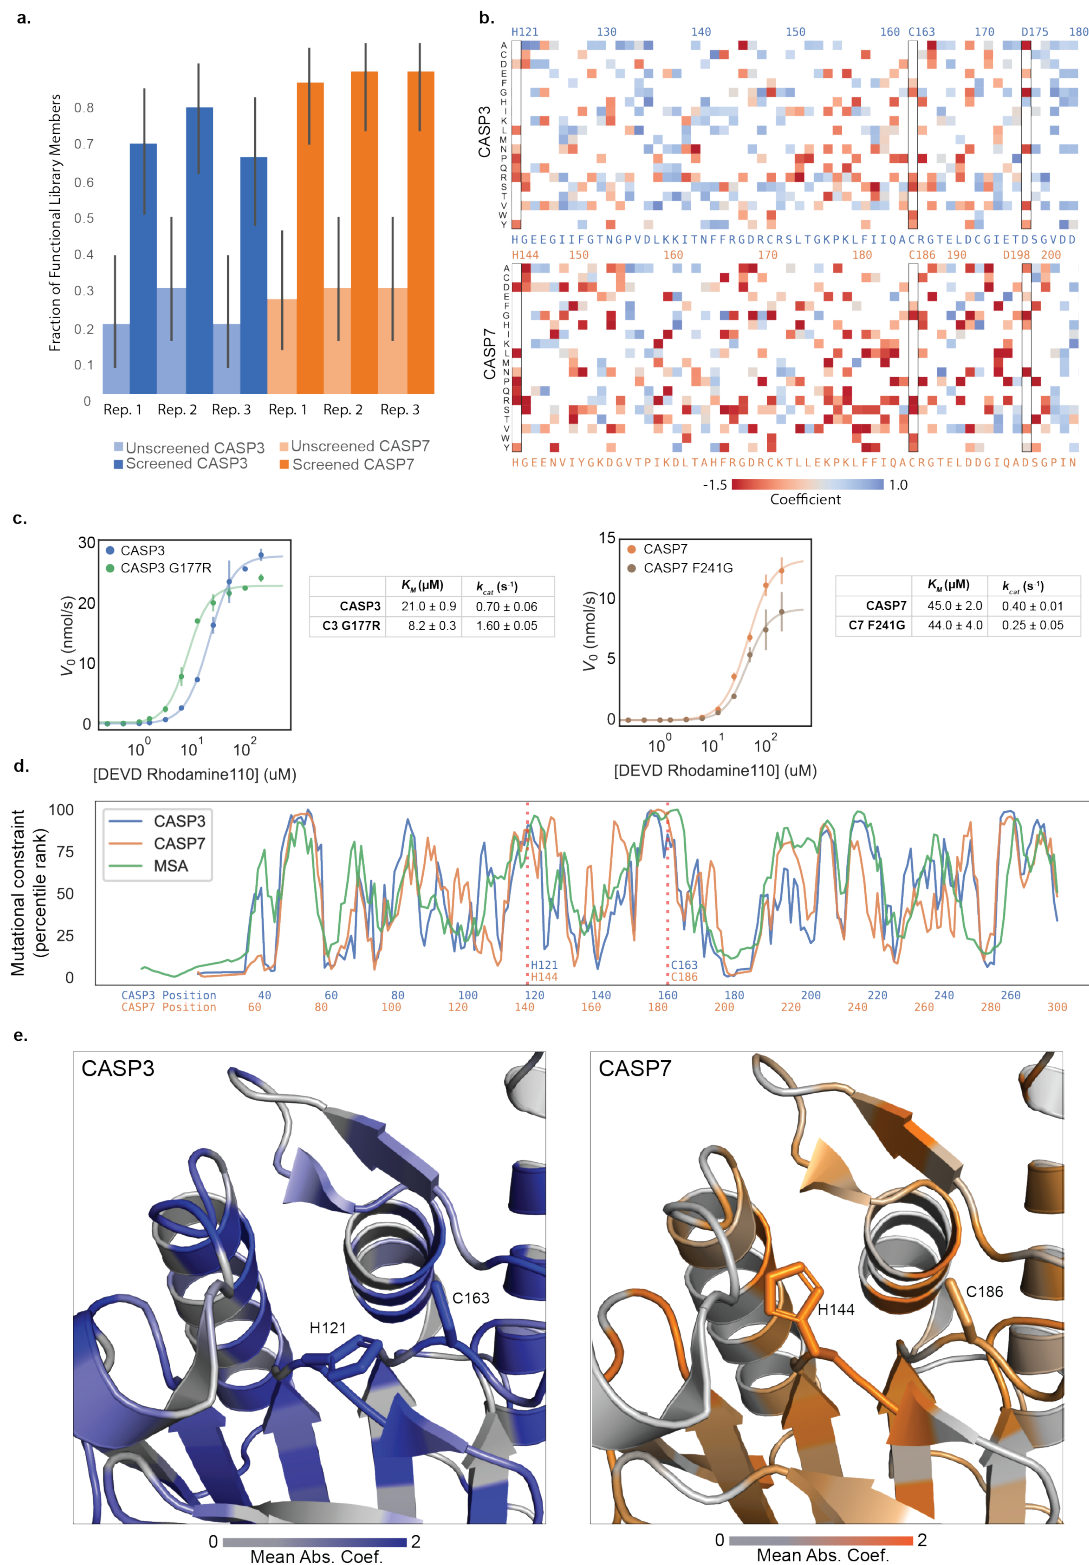 a.
Fraction of Functional Library Members
0.8
0.7
0.6
0.5
0.4
0.3
0.2
0.1
0
Rep. 1 Rep. 2 Rep. 3 Rep. 1 Rep. 2 Rep. 3
Unscreened CASP3 Unscreened CASP7
Screened CASP3 Screened CASP7
b.
H121 130 140 150 160 C163 170 D175 180
CASP3
A
C
D
E
F
G
H
I
K
L
M
N
P
Q
R
S
T
V
W
Y
HGEEGIIFGTNGPVDLKKITNFFRGDRCRSLTGKPKLFIIQACRGTELDCGIETDSGVDD
H144 150 160 170 180 C186 190 D198 200
CASP7
A
C
D
E
F
G
H
I
K
L
M
N
P
Q
R
S
T
V
W
Y
HGEENVIYGKDGVTPIKDLTAHFRGDRCKTLLEKPKLFFIQACRGTELDDGIQADSGPIN
-1.5 1.0
Coefficient
c.
V0 (nmol/s)
30
20
10
0
CASP3
CASP3 G177R
10^0 10^1 10^2
[DEVD Rhodamine110] (uM)
KM (µM) kcat (s-1)
CASP3 21.0 ± 0.9 0.70 ± 0.06
C3 G177R 8.2 ± 0.3 1.60 ± 0.05
V0 (nmol/s)
15
10
5
0
CASP7
CASP7 F241G
10^0 10^1 10^2
[DEVD Rhodamine110] (uM)
KM (µM) kcat (s-1)
CASP7 45.0 ± 2.0 0.40 ± 0.01
C7 F241G 44.0 ± 4.0 0.25 ± 0.05
d.
Mutational constraint
(percentile rank)
100
75
50
25
0
CASP3
CASP7
MSA
H121 C163
H144 C186
CASP3 Position 40 60 80 100 120 140 160 180 200 220 240 260
CASP7 Position 60 80 100 120 140 160 180 200 220 240 260 280 300
e.
CASP3
H121
C163
0 2
Mean Abs. Coef.
CASP7
H144
C186
0 2
Mean Abs. Coef.